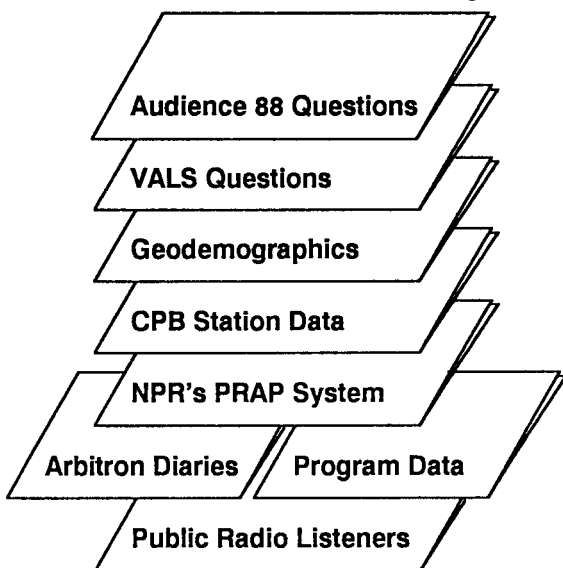 Audience 88 Questions
VALS Questions
Geodemographics
CPB Station Data
NPR's PRAP System
Arbitron Diaries
Program Data
Public Radio Listeners